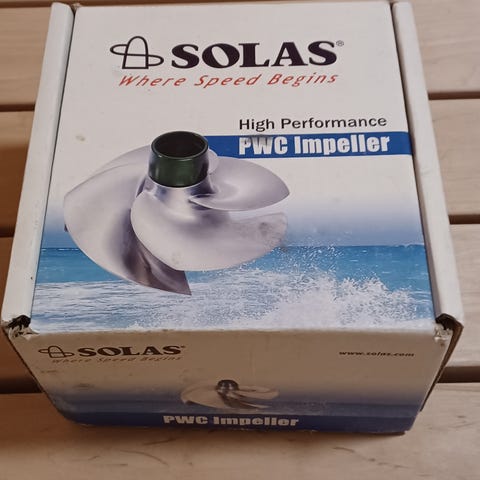 SOLAS®
Where Speed Begins
High Performance
PWC Impeller
SOLAS®
Where Speed Begins
www.solas.com
PWC Impeller